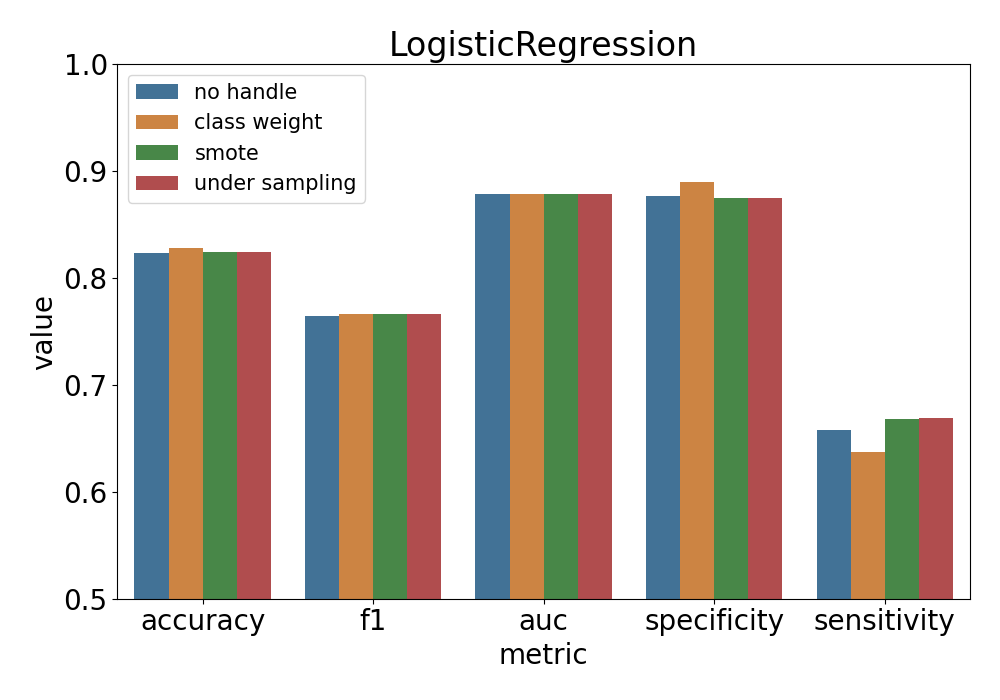 LogisticRegression
1.0
0.9
0.8
0.7
0.6
0.5
value
no handle
class weight
smote
under sampling
accuracy f1 auc specificity sensitivity
metric